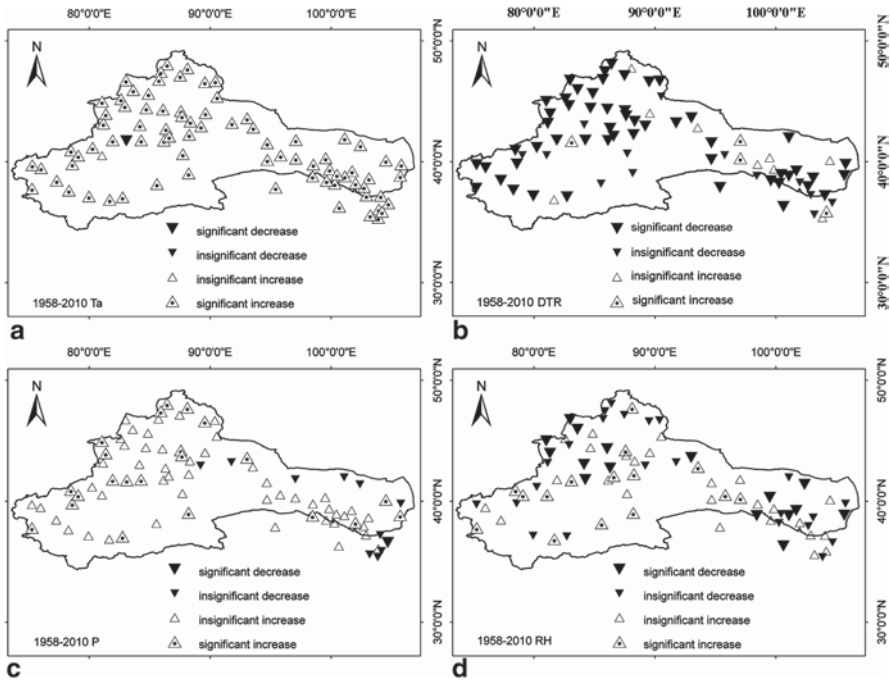 80°0'0"E 90°0'0"E 100°0'0"E
N
50°0'0"N
40°0'0"N
30°0'0"N
significant decrease
insignificant decrease
insignificant increase
significant increase
1958-2010 Ta
a
80°0'0"E 90°0'0"E 100°0'0"E
N
50°0'0"N
40°0'0"N
30°0'0"N
significant decrease
insignificant decrease
insignificant increase
significant increase
1958-2010 DTR
b
80°0'0"E 90°0'0"E 100°0'0"E
N
50°0'0"N
40°0'0"N
30°0'0"N
significant decrease
insignificant decrease
insignificant increase
significant increase
1958-2010 P
c
80°0'0"E 90°0'0"E 100°0'0"E
N
50°0'0"N
40°0'0"N
30°0'0"N
significant decrease
insignificant decrease
insignificant increase
significant increase
1958-2010 RH
d